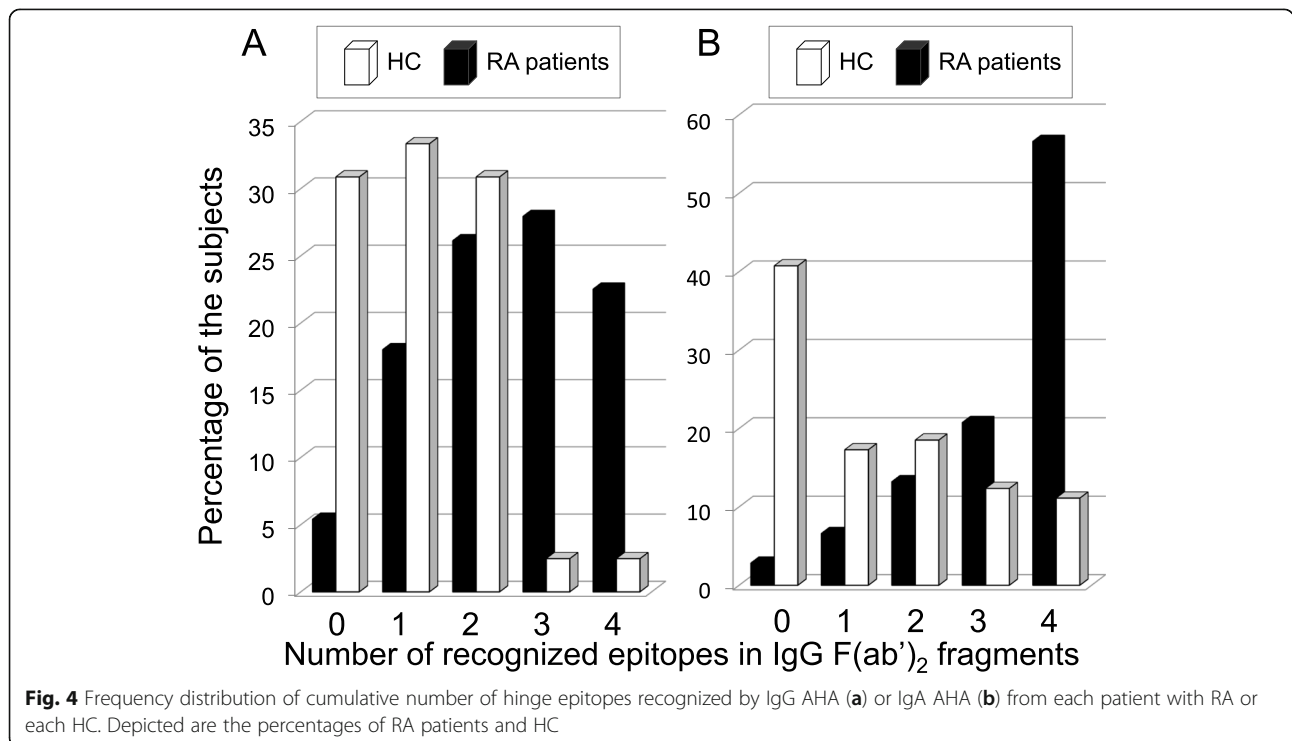 A
HC RA patients
B
HC RA patients
Percentage of the subjects
35
30
25
20
15
10
5
0
0 1 2 3 4
60
50
40
30
20
10
0
0 1 2 3 4
Number of recognized epitopes in IgG F(ab’)2 fragments
Fig. 4 Frequency distribution of cumulative number of hinge epitopes recognized by IgG AHA (a) or IgA AHA (b) from each patient with RA or
each HC. Depicted are the percentages of RA patients and HC